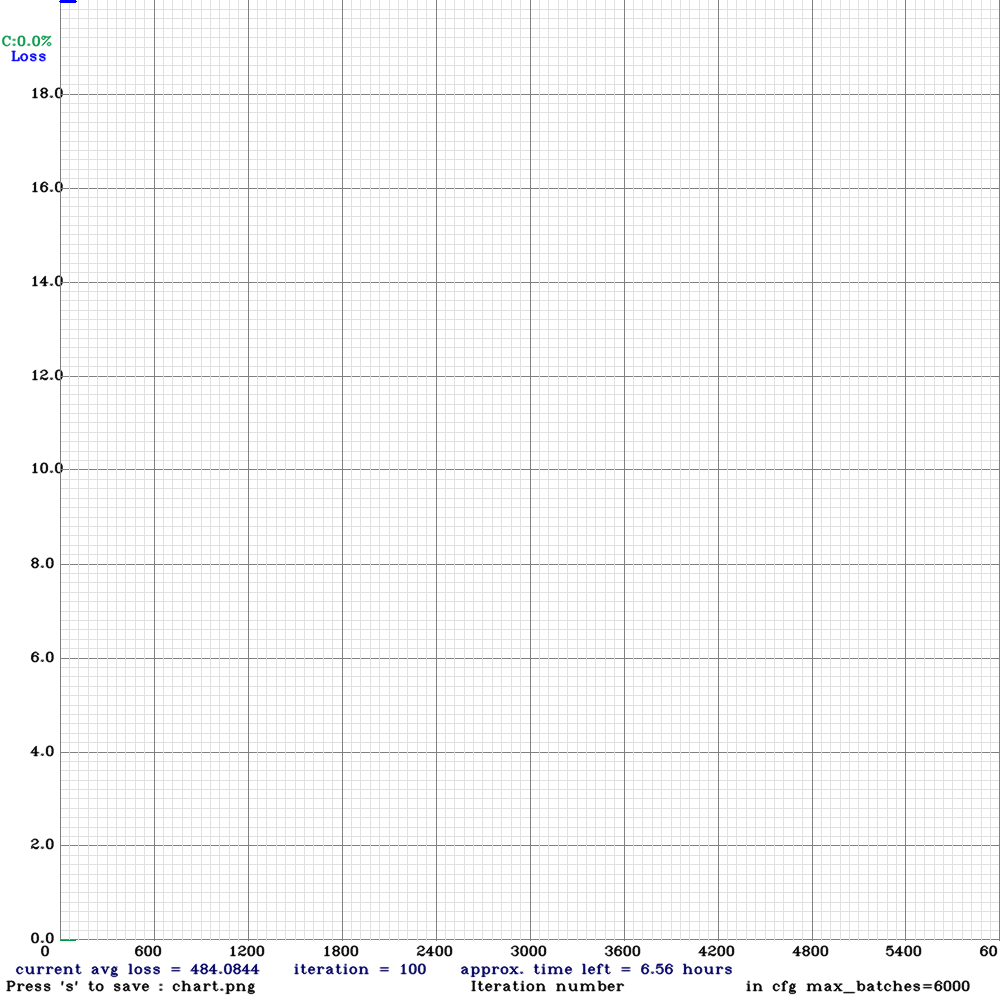 C:0.0%
Loss
18.0
16.0
14.0
12.0
10.0
8.0
6.0
4.0
2.0
0.0
0 600 1200 1800 2400 3000 3600 4200 4800 5400 60
current avg loss = 484.0844 iteration = 100 approx. time left = 6.56 hours
Press 's' to save : chart.png Iteration number in cfg max_batches=6000